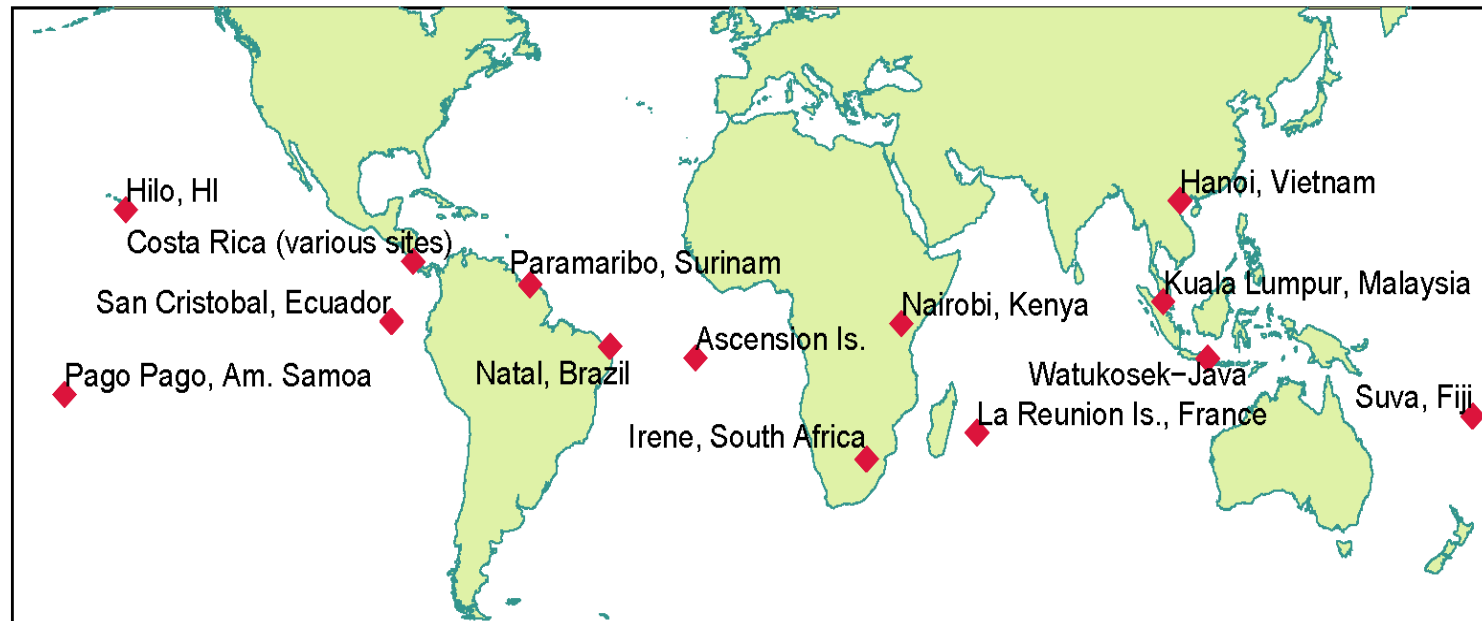 Hilo, HI
Hanoi, Vietnam
Costa Rica (various sites)
Paramaribo, Surinam
Kuala Lumpur, Malaysia
San Cristobal, Ecuador
Nairobi, Kenya
Ascension Is.
Pago Pago, Am. Samoa
Natal, Brazil
Watukosek-Java
Suva, Fiji
La Reunion Is., France
Irene, South Africa